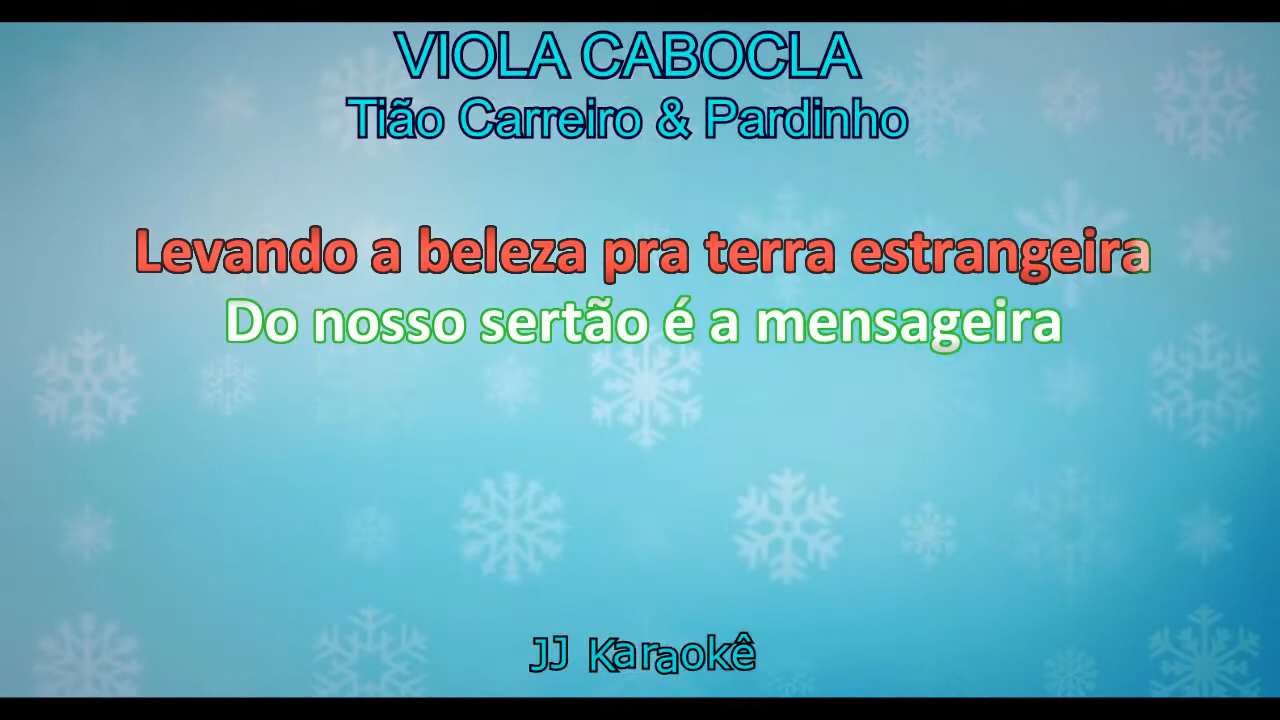 VIOLA CABOCLA
Tião Carreiro & Pardinho
Levando a beleza pra terra estrangeira
Do nosso sertão é a mensageira
JJ Karaokê